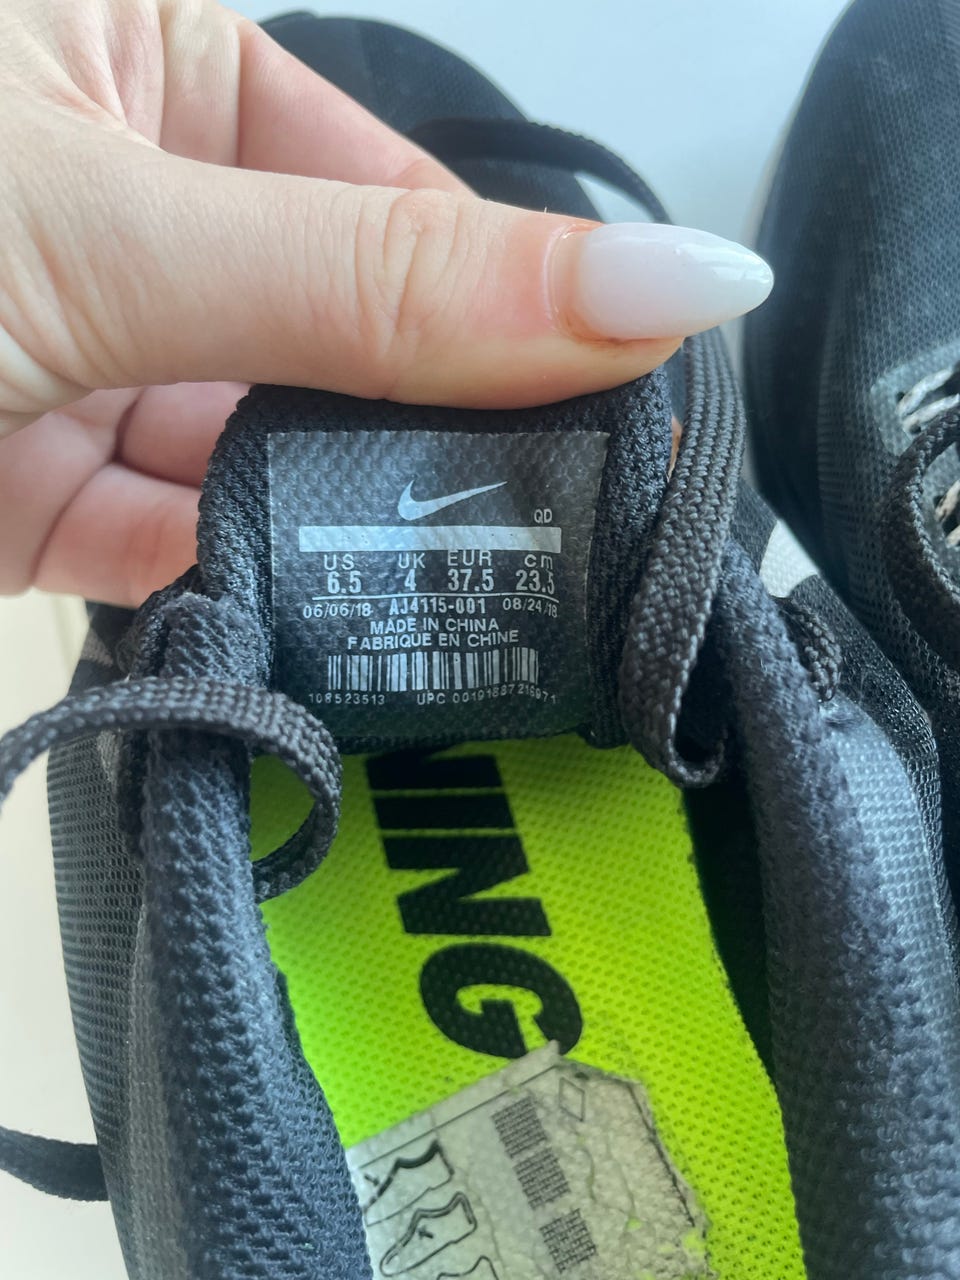 QD
US UK EUR cm
6.5 4 37.5 23.5
06/06/18 AJ4115-001 08/24/18
MADE IN CHINA
FABRIQUE EN CHINE
108523513 UPC 00191887216971
NING